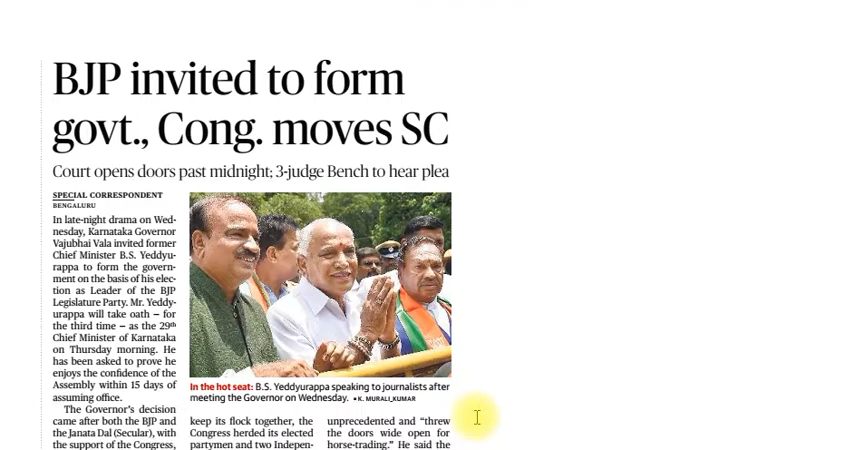 BJP invited to form
govt., Cong. moves SC
Court opens doors past midnight; 3-judge Bench to hear plea
SPECIAL CORRESPONDENT
BENGALURU
In late-night drama on Wed-
nesday, Karnataka Governor
Vajubhai Vala invited former
Chief Minister B.S. Yeddyu-
rappa to form the govern-
ment on the basis of his elec-
tion as Leader of the BJP
Legislature Party. Mr. Yeddy-
urappa will take oath — for
the third time — as the 29th
Chief Minister of Karnataka
on Thursday morning. He
has been asked to prove he
enjoys the confidence of the
Assembly within 15 days of
assuming office.
The Governor's decision
came after both the BJP and
the Janata Dal (Secular), with
the support of the Congress,
In the hot seat: B.S. Yeddyurappa speaking to journalists after
meeting the Governor on Wednesday. ▪ K. MURALI_KUMAR
keep its flock together, the
Congress herded its elected
partymen and two Indepen-
unprecedented and “threw
the doors wide open for
horse-trading.” He said the